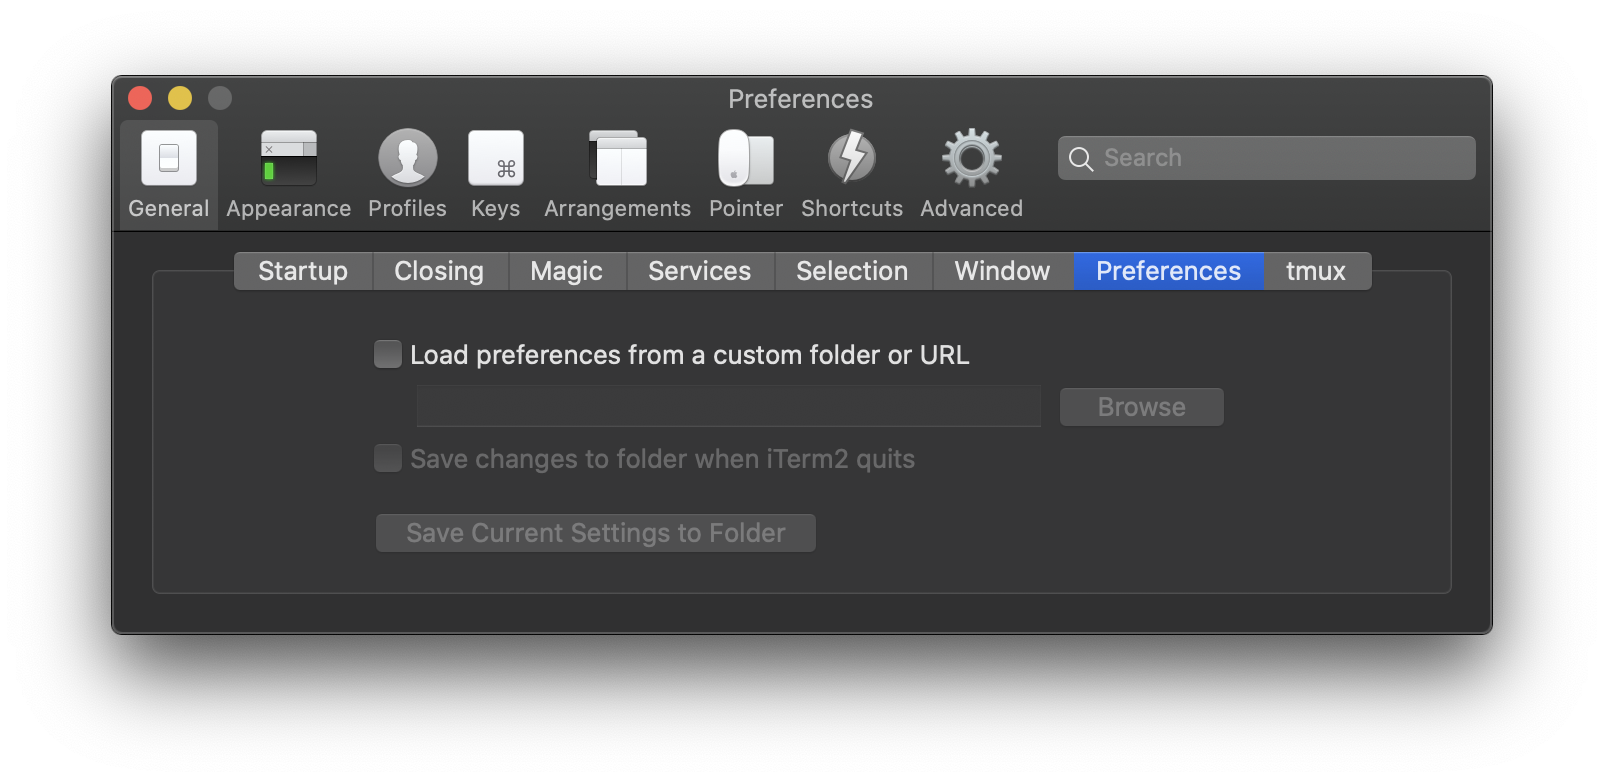 Preferences
General Appearance Profiles Keys Arrangements Pointer Shortcuts Advanced Search
Startup Closing Magic Services Selection Window Preferences tmux
Load preferences from a custom folder or URL
Browse
Save changes to folder when iTerm2 quits
Save Current Settings to Folder